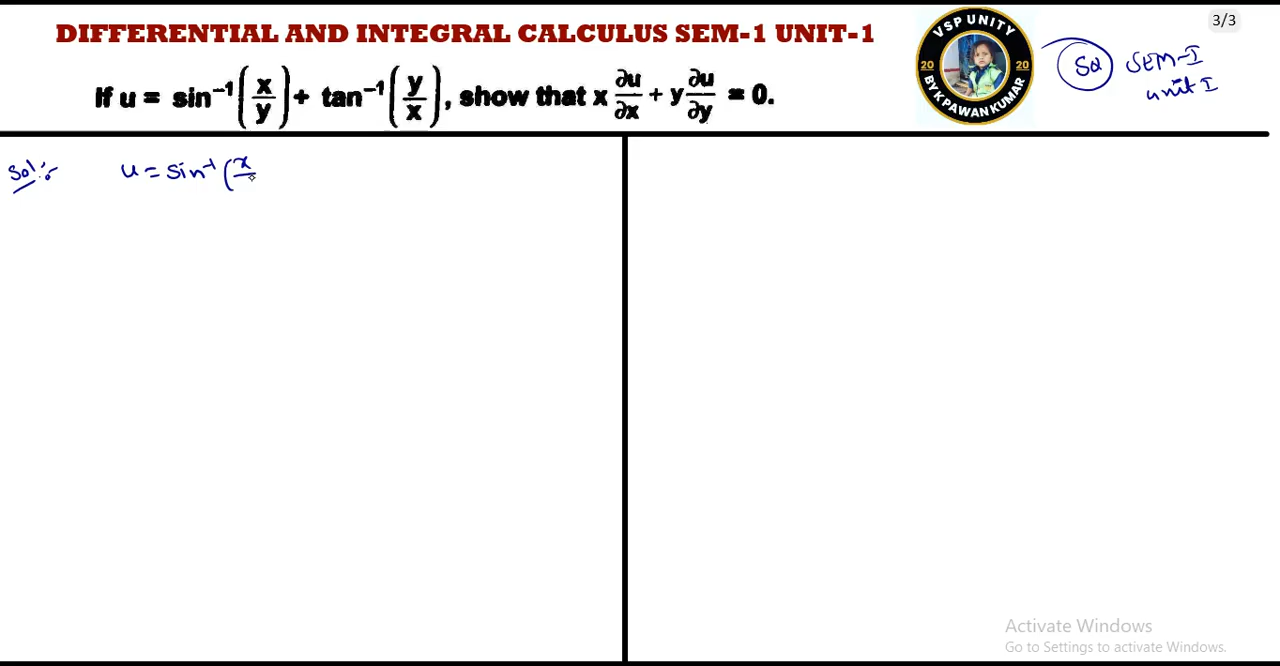 DIFFERENTIAL AND INTEGRAL CALCULUS SEM-1 UNIT-1
3/3
If u = sin⁻¹(x/y) + tan⁻¹(y/x), show that x ∂u/∂x + y ∂u/∂y = 0.
VSP UNITY
20 20
BY K PAWAN KUMAR
SQ SEM-I
unit I
Sol:- u = sin⁻¹(x/
Activate Windows
Go to Settings to activate Windows.